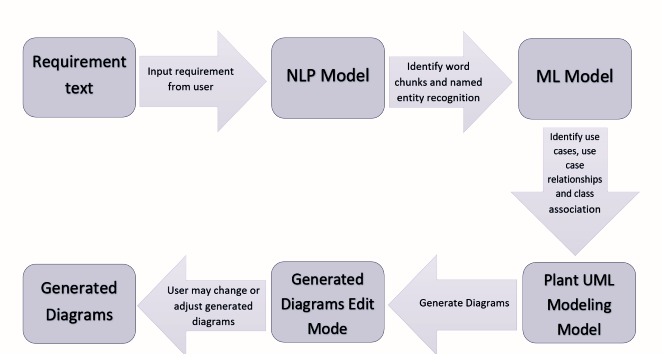 Requirement
text
Input requirement
from user
NLP Model
Identify word
chunks and named
entity recognition
ML Model
Identify use
cases, use
case
relationships
and class
association
Plant UML
Modeling
Model
Generate Diagrams
Generated
Diagrams Edit
Mode
User may change or
adjust generated
diagrams
Generated
Diagrams